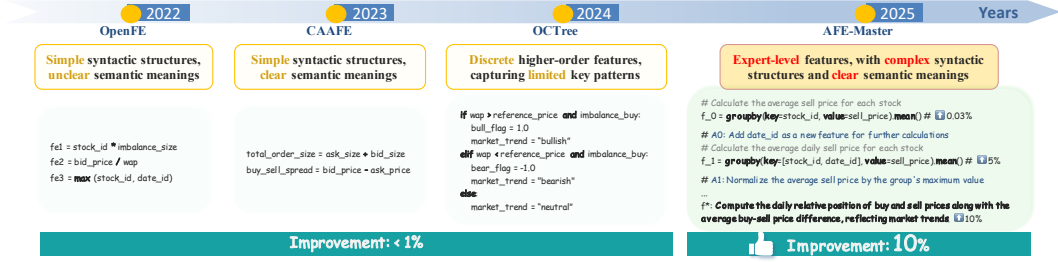 2022
2023
2024
2025
Years
OpenFE
CAAFE
OCTree
AFE-Master
Simple syntactic structures,
unclear semantic meanings
Simple syntactic structures,
clear semantic meanings
Discrete higher-order features,
capturing limited key patterns
Expert-level features, with complex syntactic
structures and clear semantic meanings
fe1 = stock_id * imbalance_size
fe2 = bid_price / wap
fe3 = max (stock_id, date_id)
total_order_size = ask_size + bid_size
buy_sell_spread = bid_price - ask_price
if wap > reference_price and imbalance_buy:
bull_flag = 1.0
market_trend = "bullish"
elif wap < reference_price and imbalance_buy:
bear_flag = -1.0
market_trend = "bearish"
else:
market_trend = "neutral"
# Calculate the average sell price for each stock
f_0 = groupby(key=stock_id, value=sell_price).mean() # ⬆0.03%
# A0: Add date_id as a new feature for further calculations
# Calculate the average daily sell price for each stock
f_1 = groupby(key=[stock_id, date_id], value=sell_price).mean() # ⬆5%
# A1: Normalize the average sell price by the group's maximum value
...
f*: Compute the daily relative position of buy and sell prices along with the
average buy-sell price difference, reflecting market trends ⬆10%
Improvement: < 1%
Improvement: 10%